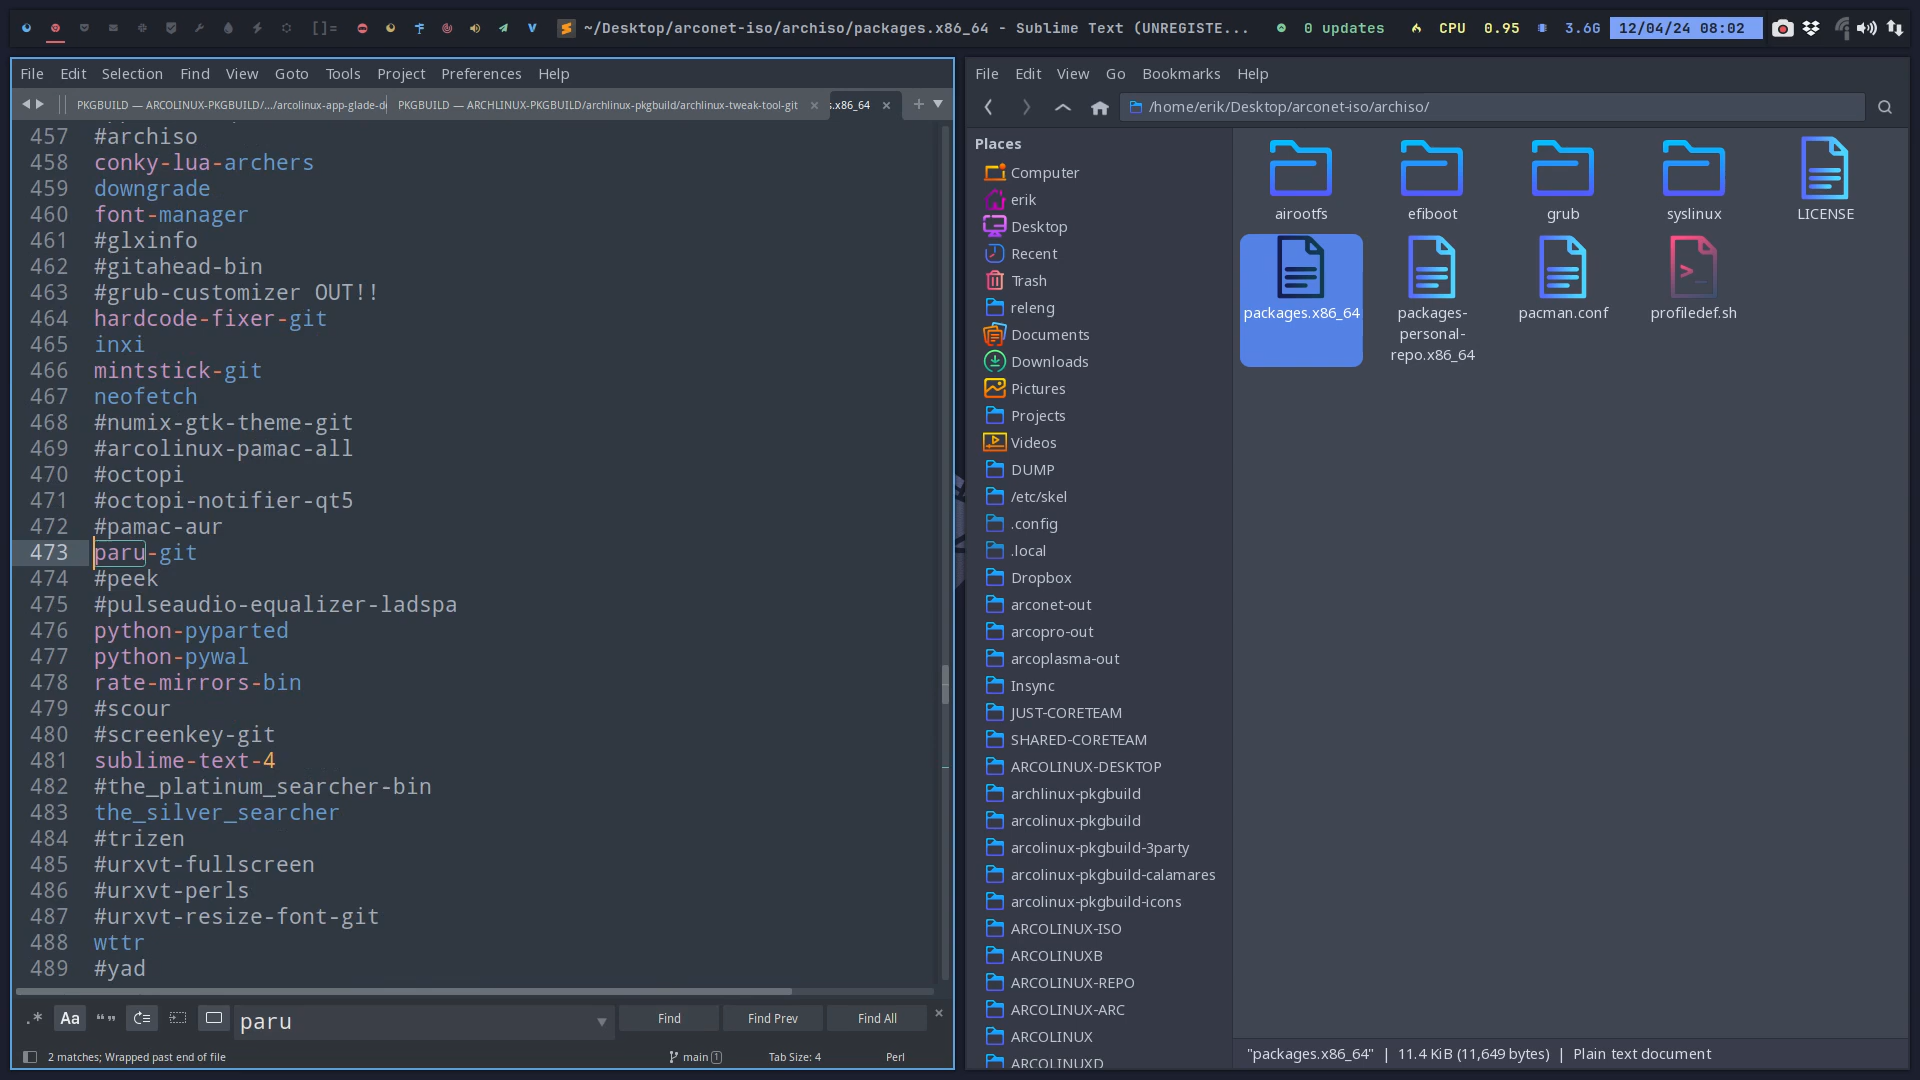 []=
~/Desktop/arconet-iso/archiso/packages.x86_64 - Sublime Text (UNREGISTE...
0 updates
CPU 0.95
3.6G
12/04/24 08:02
File Edit Selection Find View Goto Tools Project Preferences Help
PKGBUILD — ARCOLINUX-PKGBUILD/.../arcolinux-app-glade-d
PKGBUILD — ARCHLINUX-PKGBUILD/archlinux-pkgbuild/archlinux-tweak-tool-git
.x86_64
457 #archiso
458 conky-lua-archers
459 downgrade
460 font-manager
461 #glxinfo
462 #gitahead-bin
463 #grub-customizer OUT!!
464 hardcode-fixer-git
465 inxi
466 mintstick-git
467 neofetch
468 #numix-gtk-theme-git
469 #arcolinux-pamac-all
470 #octopi
471 #octopi-notifier-qt5
472 #pamac-aur
473 paru-git
474 #peek
475 #pulseaudio-equalizer-ladspa
476 python-pyparted
477 python-pywal
478 rate-mirrors-bin
479 #scour
480 #screenkey-git
481 sublime-text-4
482 #the_platinum_searcher-bin
483 the_silver_searcher
484 #trizen
485 #urxvt-fullscreen
486 #urxvt-perls
487 #urxvt-resize-font-git
488 wttr
489 #yad
.* Aa “” paru Find Find Prev Find All
2 matches; Wrapped past end of file main 1 Tab Size: 4 Perl
File Edit View Go Bookmarks Help
/home/erik/Desktop/arconet-iso/archiso/
Places
Computer
erik
Desktop
Recent
Trash
releng
Documents
Downloads
Pictures
Projects
Videos
DUMP
/etc/skel
.config
.local
Dropbox
arconet-out
arcopro-out
arcoplasma-out
Insync
JUST-CORETEAM
SHARED-CORETEAM
ARCOLINUX-DESKTOP
archlinux-pkgbuild
arcolinux-pkgbuild
arcolinux-pkgbuild-3party
arcolinux-pkgbuild-calamares
arcolinux-pkgbuild-icons
ARCOLINUX-ISO
ARCOLINUXB
ARCOLINUX-REPO
ARCOLINUX-ARC
ARCOLINUX
ARCOLINUXD
airootfs
efiboot
grub
syslinux
LICENSE
packages.x86_64
packages-
personal-
repo.x86_64
pacman.conf
profiledef.sh
"packages.x86_64" | 11.4 KiB (11,649 bytes) | Plain text document